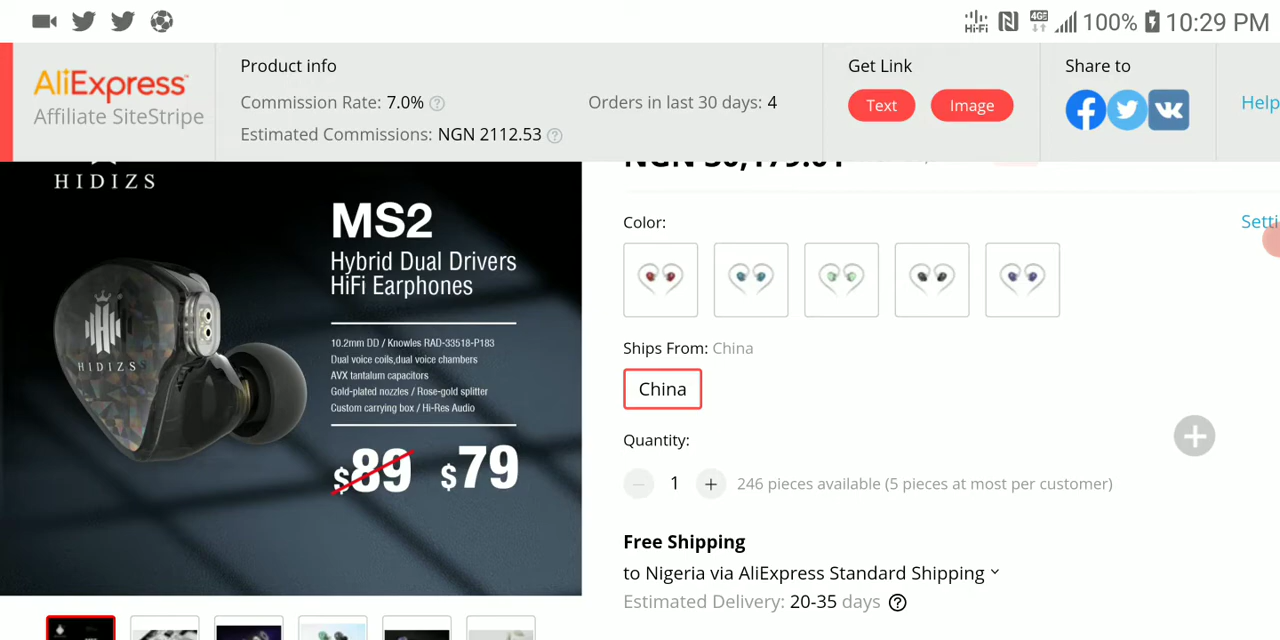 Hi-Fi 4GE 100% 10:29 PM
AliExpress
Affiliate SiteStripe
Product info
Commission Rate: 7.0% ?
Orders in last 30 days: 4
Estimated Commissions: NGN 2112.53 ?
Get Link
Text Image
Share to
Help
HIDIZS
MS2
Hybrid Dual Drivers
HiFi Earphones
10.2mm DD / Knowles RAD-33518-P183
Dual voice coils,dual voice chambers
AVX tantalum capacitors
Gold-plated nozzles / Rose-gold splitter
Custom carrying box / Hi-Res Audio
$89 $79
HIDIZS
Color:
Setti
Ships From: China
China
Quantity:
1 + 246 pieces available (5 pieces at most per customer)
Free Shipping
to Nigeria via AliExpress Standard Shipping
Estimated Delivery: 20-35 days ?